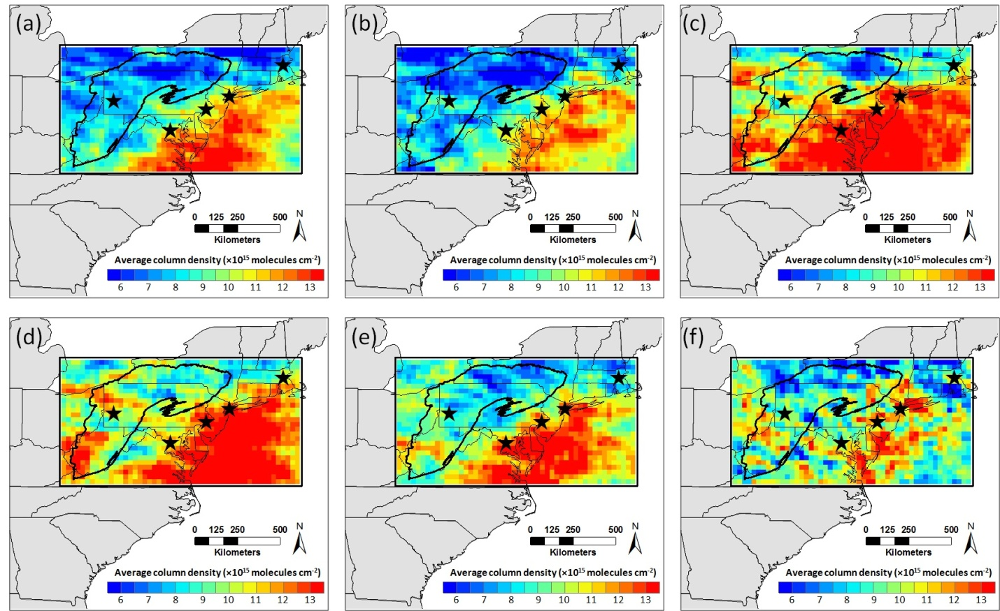 (a)
0 125 250 500
Kilometers
N
Average column density (×10¹⁵ molecules cm⁻²)
6 7 8 9 10 11 12 13
(b)
0 125 250 500
Kilometers
N
Average column density (×10¹⁵ molecules cm⁻²)
6 7 8 9 10 11 12 13
(c)
0 125 250 500
Kilometers
N
Average column density (×10¹⁵ molecules cm⁻²)
6 7 8 9 10 11 12 13
(d)
0 125 250 500
Kilometers
N
Average column density (×10¹⁵ molecules cm⁻²)
6 7 8 9 10 11 12 13
(e)
0 125 250 500
Kilometers
N
Average column density (×10¹⁵ molecules cm⁻²)
6 7 8 9 10 11 12 13
(f)
0 125 250 500
Kilometers
N
Average column density (×10¹⁵ molecules cm⁻²)
6 7 8 9 10 11 12 13